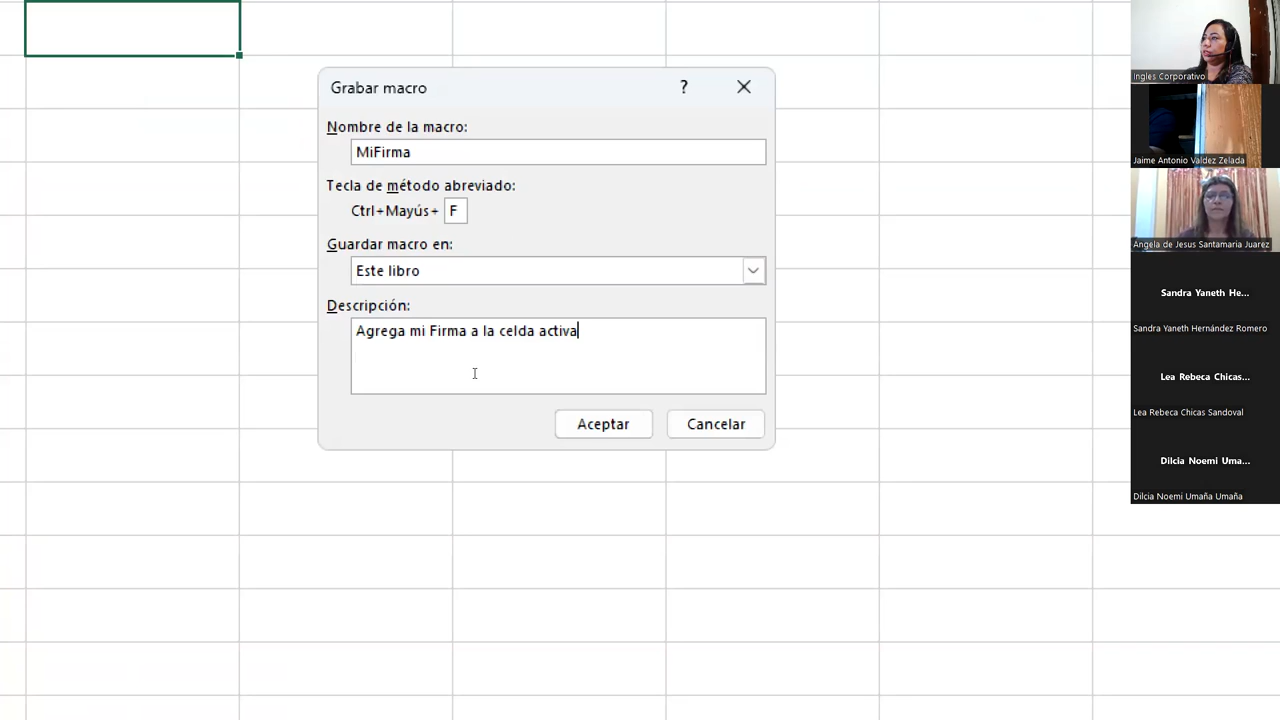 Grabar macro
?
Nombre de la macro:
MiFirma
Tecla de método abreviado:
Ctrl+Mayús+ F
Guardar macro en:
Este libro
Descripción:
Agrega mi Firma a la celda activa
Aceptar
Cancelar
Ingles Corporativo
Jaime Antonio Valdez Zelada
Angela de Jesus Santamaria Juarez
Sandra Yaneth He...
Sandra Yaneth Hernández Romero
Lea Rebeca Chicas...
Lea Rebeca Chicas Sandoval
Dilcia Noemi Uma...
Dilcia Noemi Umaña Umaña